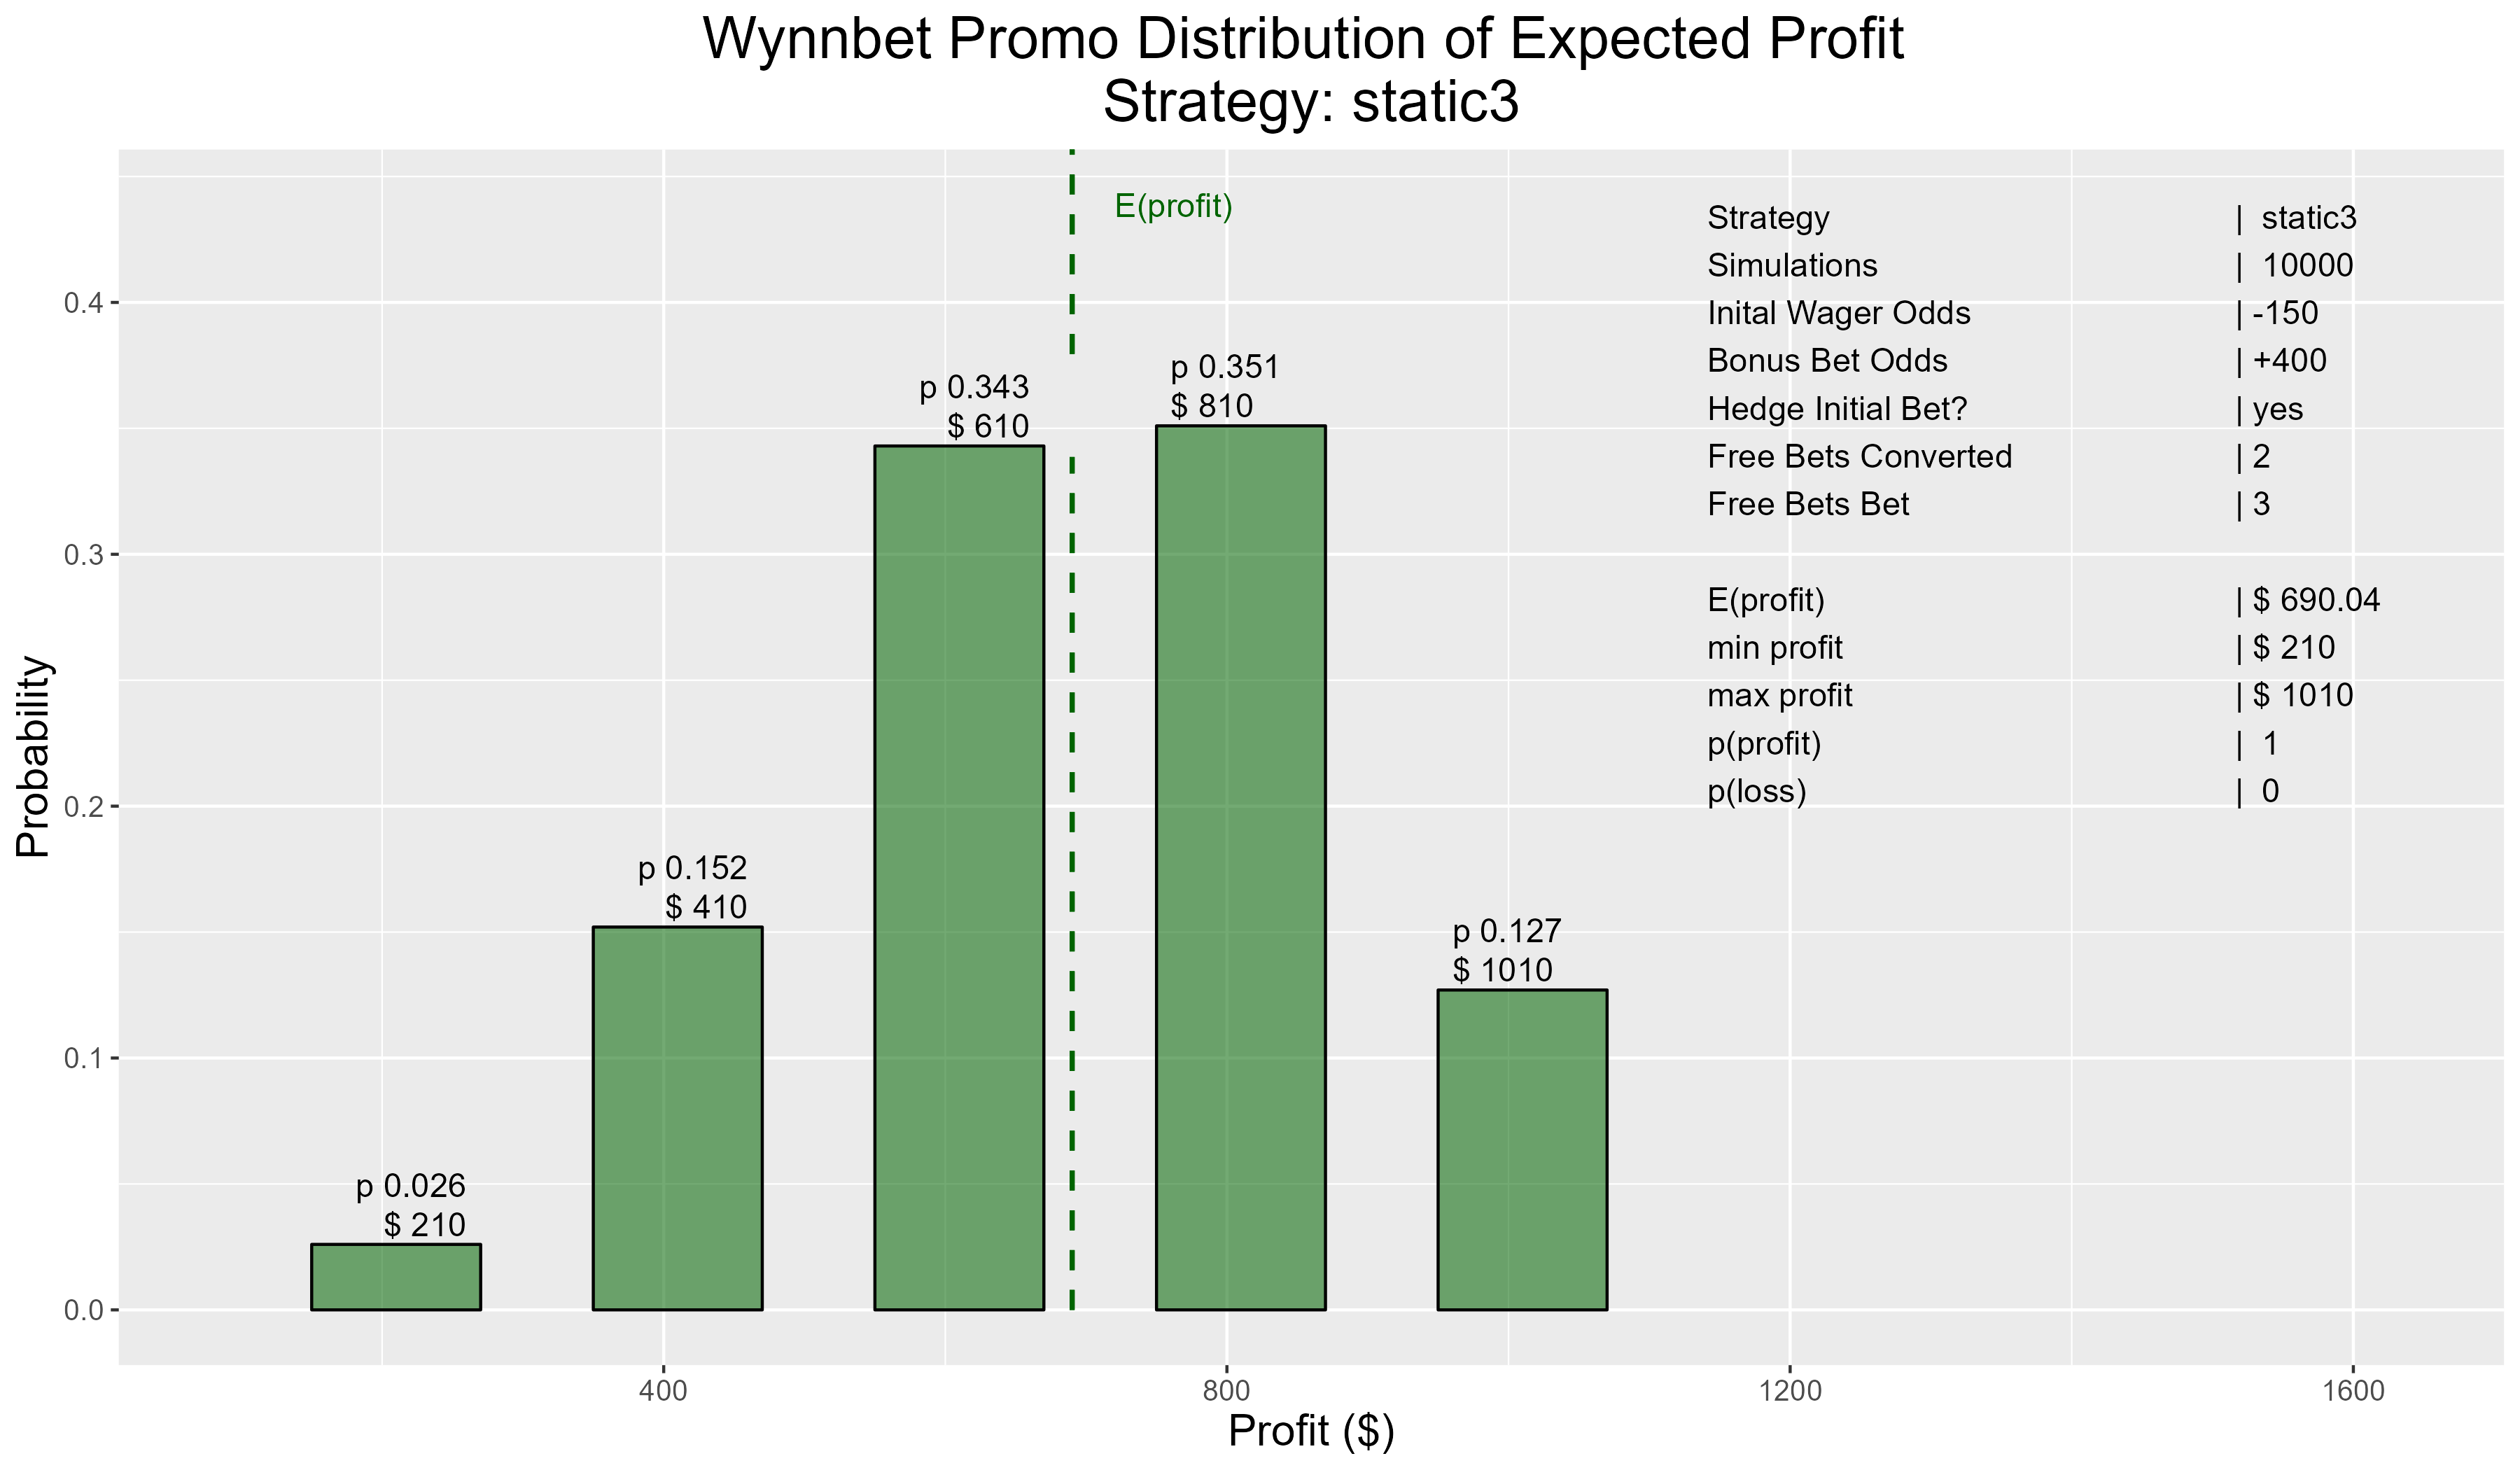 Wynnbet Promo Distribution of Expected Profit
Strategy: static3
E(profit)
Strategy | static3
Simulations | 10000
Inital Wager Odds | -150
Bonus Bet Odds | +400
Hedge Initial Bet? | yes
Free Bets Converted | 2
Free Bets Bet | 3
E(profit) | $ 690.04
min profit | $ 210
max profit | $ 1010
p(profit) | 1
p(loss) | 0
p 0.026
$ 210
p 0.152
$ 410
p 0.343
$ 610
p 0.351
$ 810
p 0.127
$ 1010
Probability
0.4
0.3
0.2
0.1
0.0
400 800 1200 1600
Profit ($)